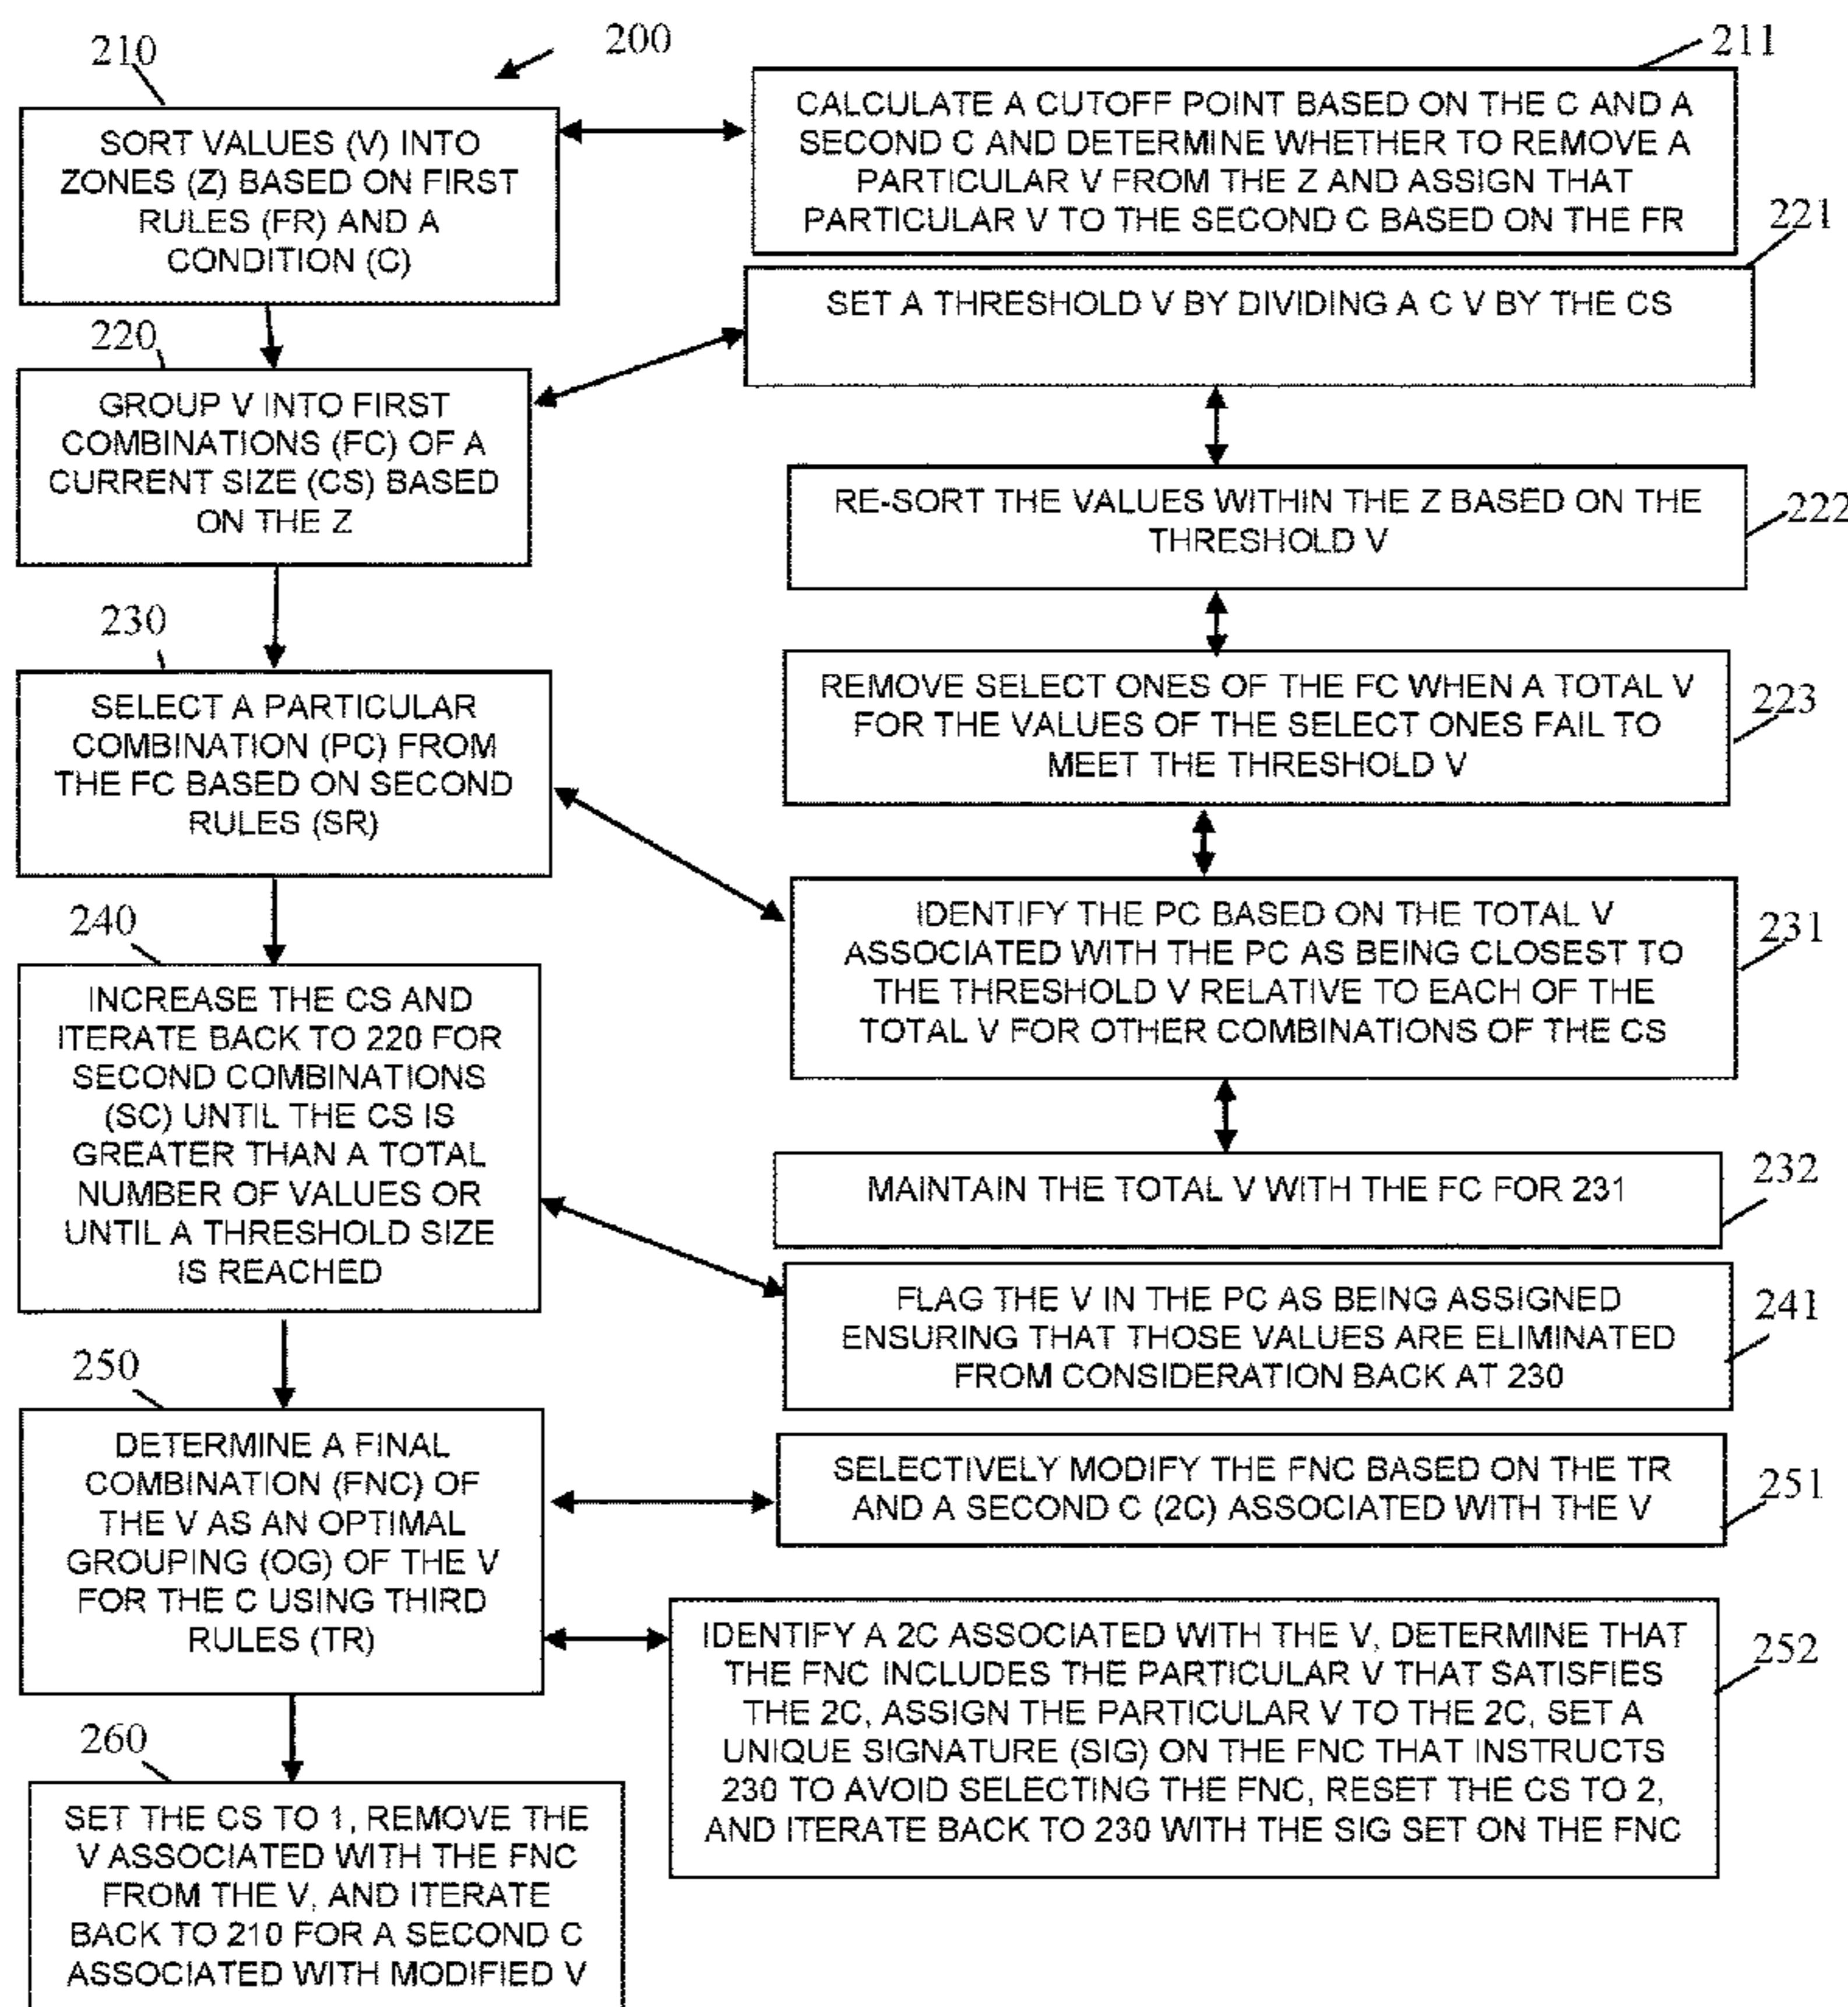 200
210
SORT VALUES (V) INTO
ZONES (Z) BASED ON FIRST
RULES (FR) AND A
CONDITION (C)
211
CALCULATE A CUTOFF POINT BASED ON THE C AND A
SECOND C AND DETERMINE WHETHER TO REMOVE A
PARTICULAR V FROM THE Z AND ASSIGN THAT
PARTICULAR V TO THE SECOND C BASED ON THE FR
220
GROUP V INTO FIRST
COMBINATIONS (FC) OF A
CURRENT SIZE (CS) BASED
ON THE Z
221
SET A THRESHOLD V BY DIVIDING A C V BY THE CS
222
RE-SORT THE VALUES WITHIN THE Z BASED ON THE
THRESHOLD V
223
REMOVE SELECT ONES OF THE FC WHEN A TOTAL V
FOR THE VALUES OF THE SELECT ONES FAIL TO
MEET THE THRESHOLD V
230
SELECT A PARTICULAR
COMBINATION (PC) FROM
THE FC BASED ON SECOND
RULES (SR)
231
IDENTIFY THE PC BASED ON THE TOTAL V
ASSOCIATED WITH THE PC AS BEING CLOSEST TO
THE THRESHOLD V RELATIVE TO EACH OF THE
TOTAL V FOR OTHER COMBINATIONS OF THE CS
232
MAINTAIN THE TOTAL V WITH THE FC FOR 231
240
INCREASE THE CS AND
ITERATE BACK TO 220 FOR
SECOND COMBINATIONS
(SC) UNTIL THE CS IS
GREATER THAN A TOTAL
NUMBER OF VALUES OR
UNTIL A THRESHOLD SIZE
IS REACHED
241
FLAG THE V IN THE PC AS BEING ASSIGNED
ENSURING THAT THOSE VALUES ARE ELIMINATED
FROM CONSIDERATION BACK AT 230
250
DETERMINE A FINAL
COMBINATION (FNC) OF
THE V AS AN OPTIMAL
GROUPING (OG) OF THE V
FOR THE C USING THIRD
RULES (TR)
251
SELECTIVELY MODIFY THE FNC BASED ON THE TR
AND A SECOND C (2C) ASSOCIATED WITH THE V
252
IDENTIFY A 2C ASSOCIATED WITH THE V, DETERMINE THAT
THE FNC INCLUDES THE PARTICULAR V THAT SATISFIES
THE 2C, ASSIGN THE PARTICULAR V TO THE 2C, SET A
UNIQUE SIGNATURE (SIG) ON THE FNC THAT INSTRUCTS
230 TO AVOID SELECTING THE FNC, RESET THE CS TO 2,
AND ITERATE BACK TO 230 WITH THE SIG SET ON THE FNC
260
SET THE CS TO 1, REMOVE THE
V ASSOCIATED WITH THE FNC
FROM THE V, AND ITERATE
BACK TO 210 FOR A SECOND C
ASSOCIATED WITH MODIFIED V